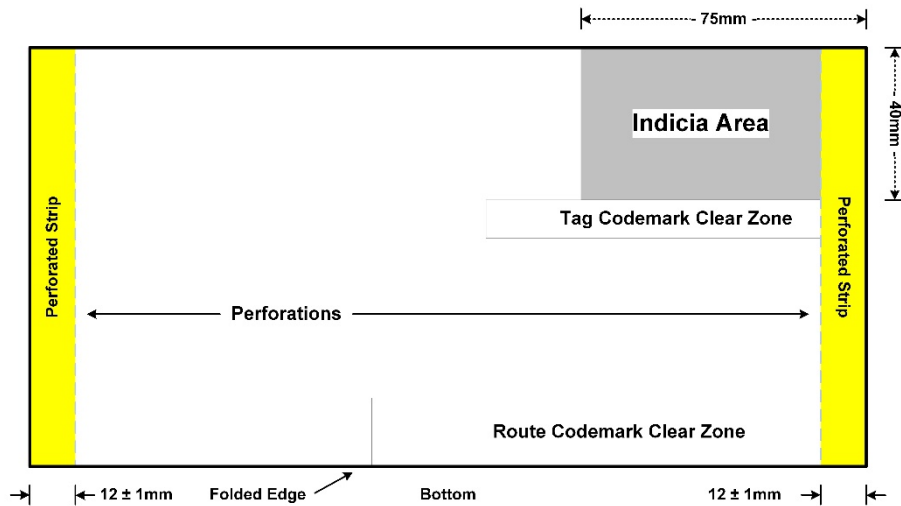 75mm
Indicia Area
40mm
Tag Codemark Clear Zone
Perforated Strip
Perforated Strip
Perforations
Route Codemark Clear Zone
12 ± 1mm
Folded Edge
Bottom
12 ± 1mm